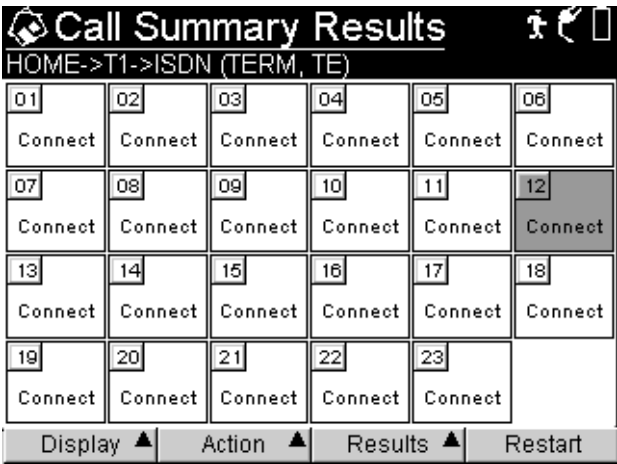 Call Summary Results
HOME->T1->ISDN (TERM, TE)
01 02 03 04 05 06
Connect Connect Connect Connect Connect Connect
07 08 09 10 11 12
Connect Connect Connect Connect Connect Connect
13 14 15 16 17 18
Connect Connect Connect Connect Connect Connect
19 20 21 22 23
Connect Connect Connect Connect Connect
Display Action Results Restart